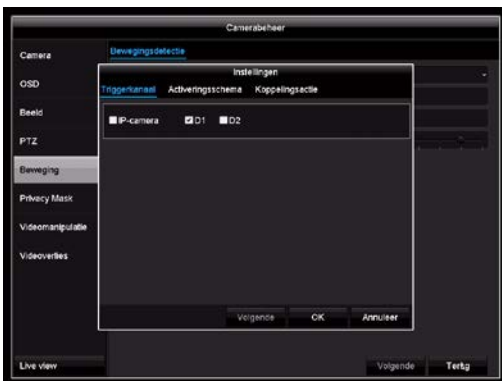 Camerabeheer
Camera
OSD
Beeld
PTZ
Beweging
Privacy Mask
Videomanipulatie
Videoverlies
Live view
Bewegingsdetectie
Instellingen
Triggerkanaal Activeringsschema Koppelingsactie
IP-camera D1 D2
Volgende OK Annuleer
Volgende Terug